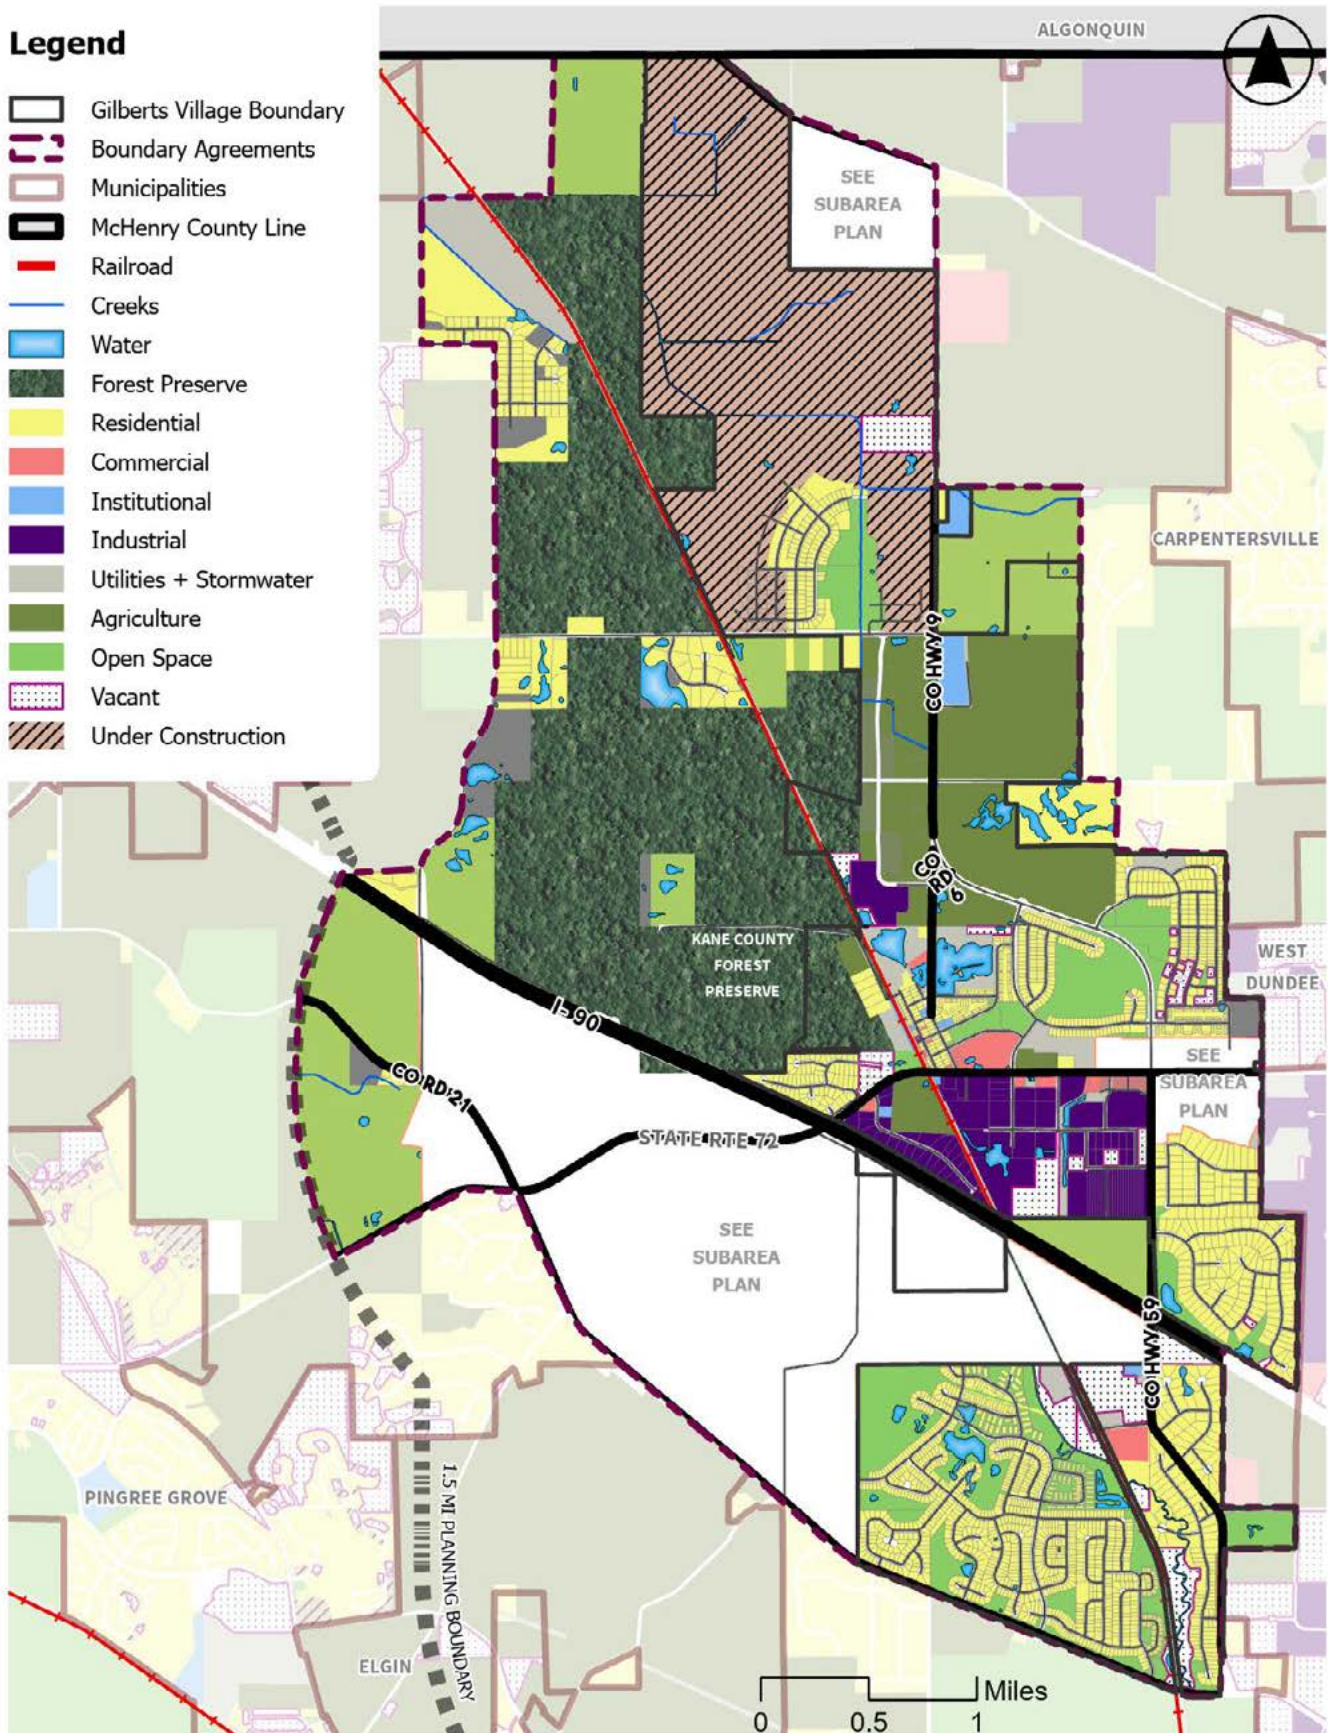 Legend
Gilberts Village Boundary
Boundary Agreements
Municipalities
McHenry County Line
Railroad
Creeks
Water
Forest Preserve
Residential
Commercial
Institutional
Industrial
Utilities + Stormwater
Agriculture
Open Space
Vacant
Under Construction
ALGONQUIN
SEE
SUBAREA
PLAN
CARPENTERSVILLE
CO HWY 9
CO
RD 6
KANE COUNTY
FOREST
PRESERVE
WEST
DUNDEE
I-90
CO RD 21
SEE
SUBAREA
PLAN
STATE RTE 72
SEE
SUBAREA
PLAN
CO HWY 59
PINGREE GROVE
1.5 MI PLANNING BOUNDARY
ELGIN
Miles
0 0.5 1